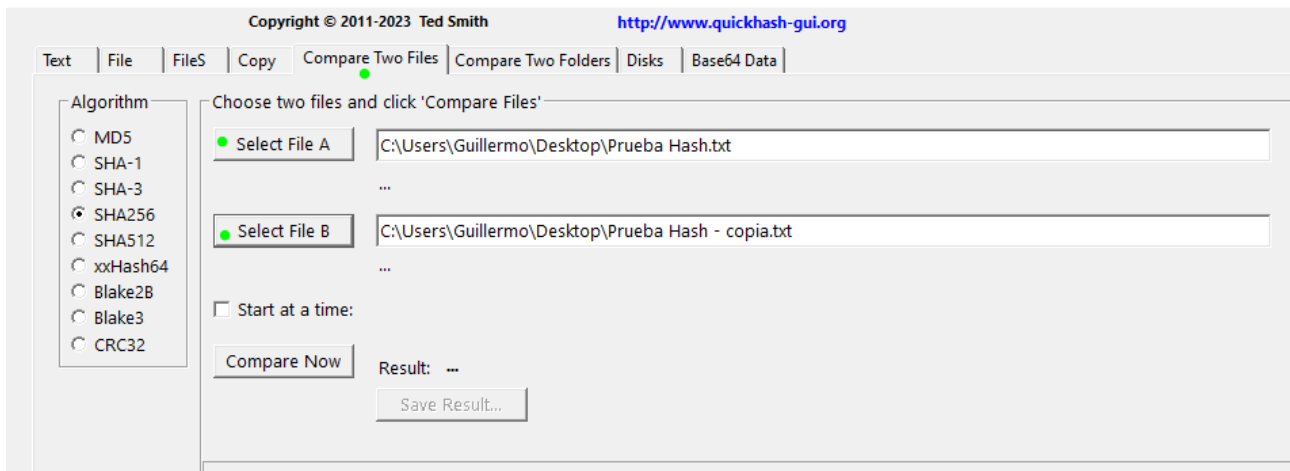 Copyright © 2011-2023 Ted Smith http://www.quickhash-gui.org
Text File FileS Copy Compare Two Files Compare Two Folders Disks Base64 Data
Algorithm
MD5
SHA-1
SHA-3
SHA256
SHA512
xxHash64
Blake2B
Blake3
CRC32
Choose two files and click 'Compare Files'
Select File A C:\Users\Guillermo\Desktop\Prueba Hash.txt
...
Select File B C:\Users\Guillermo\Desktop\Prueba Hash - copia.txt
...
Start at a time:
Compare Now Result: ...
Save Result...